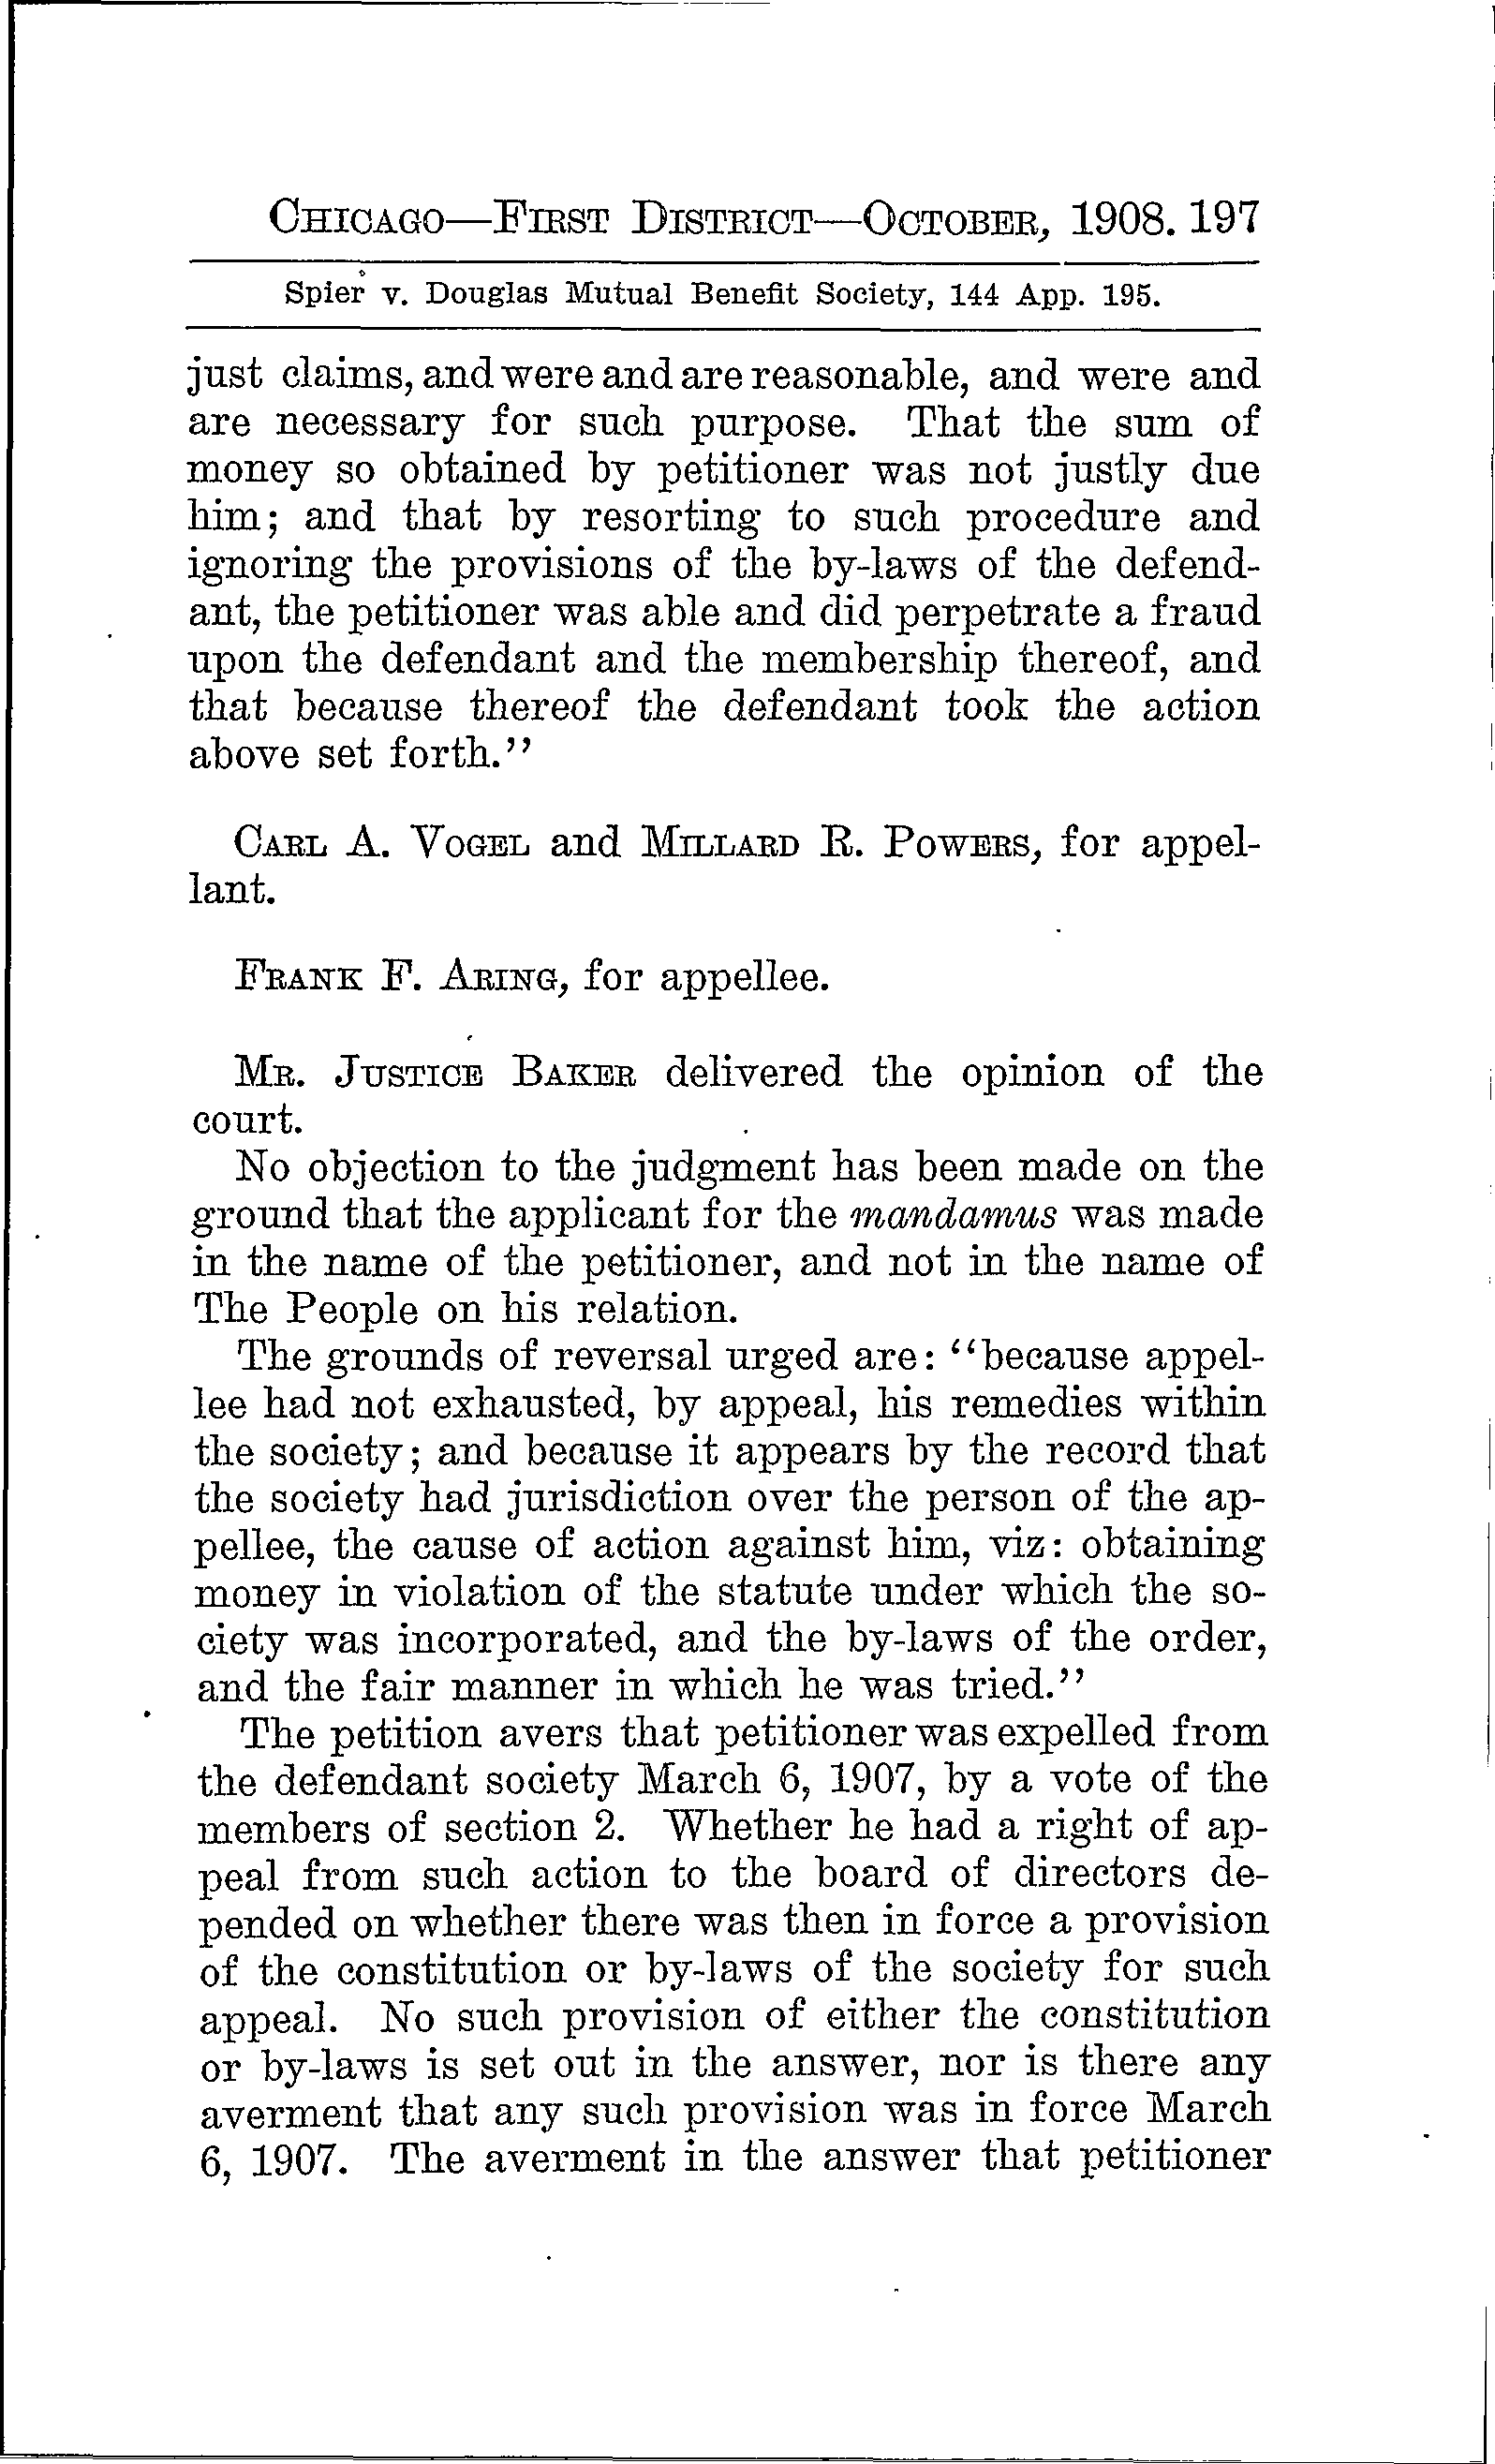 CHICAGO—FIRST DISTRICT—OCTOBER, 1908. 197
Spier v. Douglas Mutual Benefit Society, 144 App. 195.
just claims, and were and are reasonable, and were and
are necessary for such purpose. That the sum of
money so obtained by petitioner was not justly due
him; and that by resorting to such procedure and
ignoring the provisions of the by-laws of the defend-
ant, the petitioner was able and did perpetrate a fraud
upon the defendant and the membership thereof, and
that because thereof the defendant took the action
above set forth."
CARL A. VOGEL and MILLARD R. POWERS, for appel-
lant.
FRANK F. ARING, for appellee.
MR. JUSTICE BAKER delivered the opinion of the
court.
No objection to the judgment has been made on the
ground that the applicant for the mandamus was made
in the name of the petitioner, and not in the name of
The People on his relation.
The grounds of reversal urged are: "because appel-
lee had not exhausted, by appeal, his remedies within
the society; and because it appears by the record that
the society had jurisdiction over the person of the ap-
pellee, the cause of action against him, viz: obtaining
money in violation of the statute under which the so-
ciety was incorporated, and the by-laws of the order,
and the fair manner in which he was tried."
The petition avers that petitioner was expelled from
the defendant society March 6, 1907, by a vote of the
members of section 2. Whether he had a right of ap-
peal from such action to the board of directors de-
pended on whether there was then in force a provision
of the constitution or by-laws of the society for such
appeal. No such provision of either the constitution
or by-laws is set out in the answer, nor is there any
averment that any such provision was in force March
6, 1907. The averment in the answer that petitioner